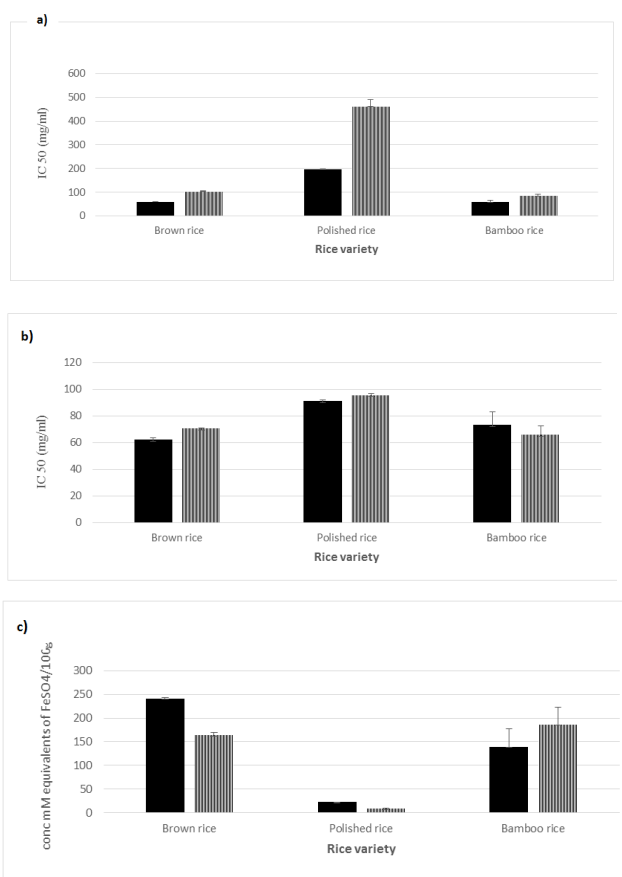 a)
600
500
400
300
200
100
0
IC 50 (mg/ml)
Brown rice Polished rice Bamboo rice
Rice variety
b)
120
100
80
60
40
20
0
IC 50 (mg/ml)
Brown rice Polished rice Bamboo rice
Rice variety
c)
300
250
200
150
100
50
0
conc mM equivalents of FeSO4/100g
Brown rice Polished rice Bamboo rice
Rice variety